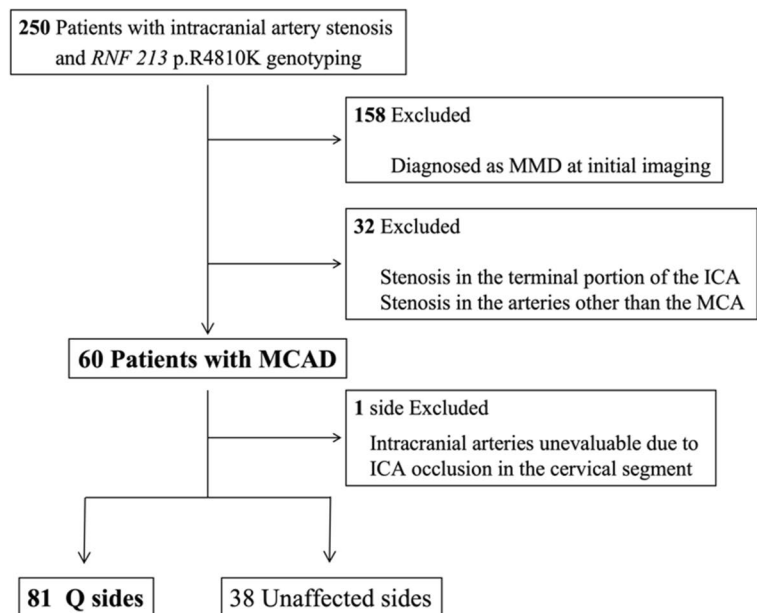 250 Patients with intracranial artery stenosis
and RNF 213 p.R4810K genotyping
158 Excluded
Diagnosed as MMD at initial imaging
32 Excluded
Stenosis in the terminal portion of the ICA
Stenosis in the arteries other than the MCA
60 Patients with MCAD
1 side Excluded
Intracranial arteries unevaluable due to
ICA occlusion in the cervical segment
81 Q sides
38 Unaffected sides